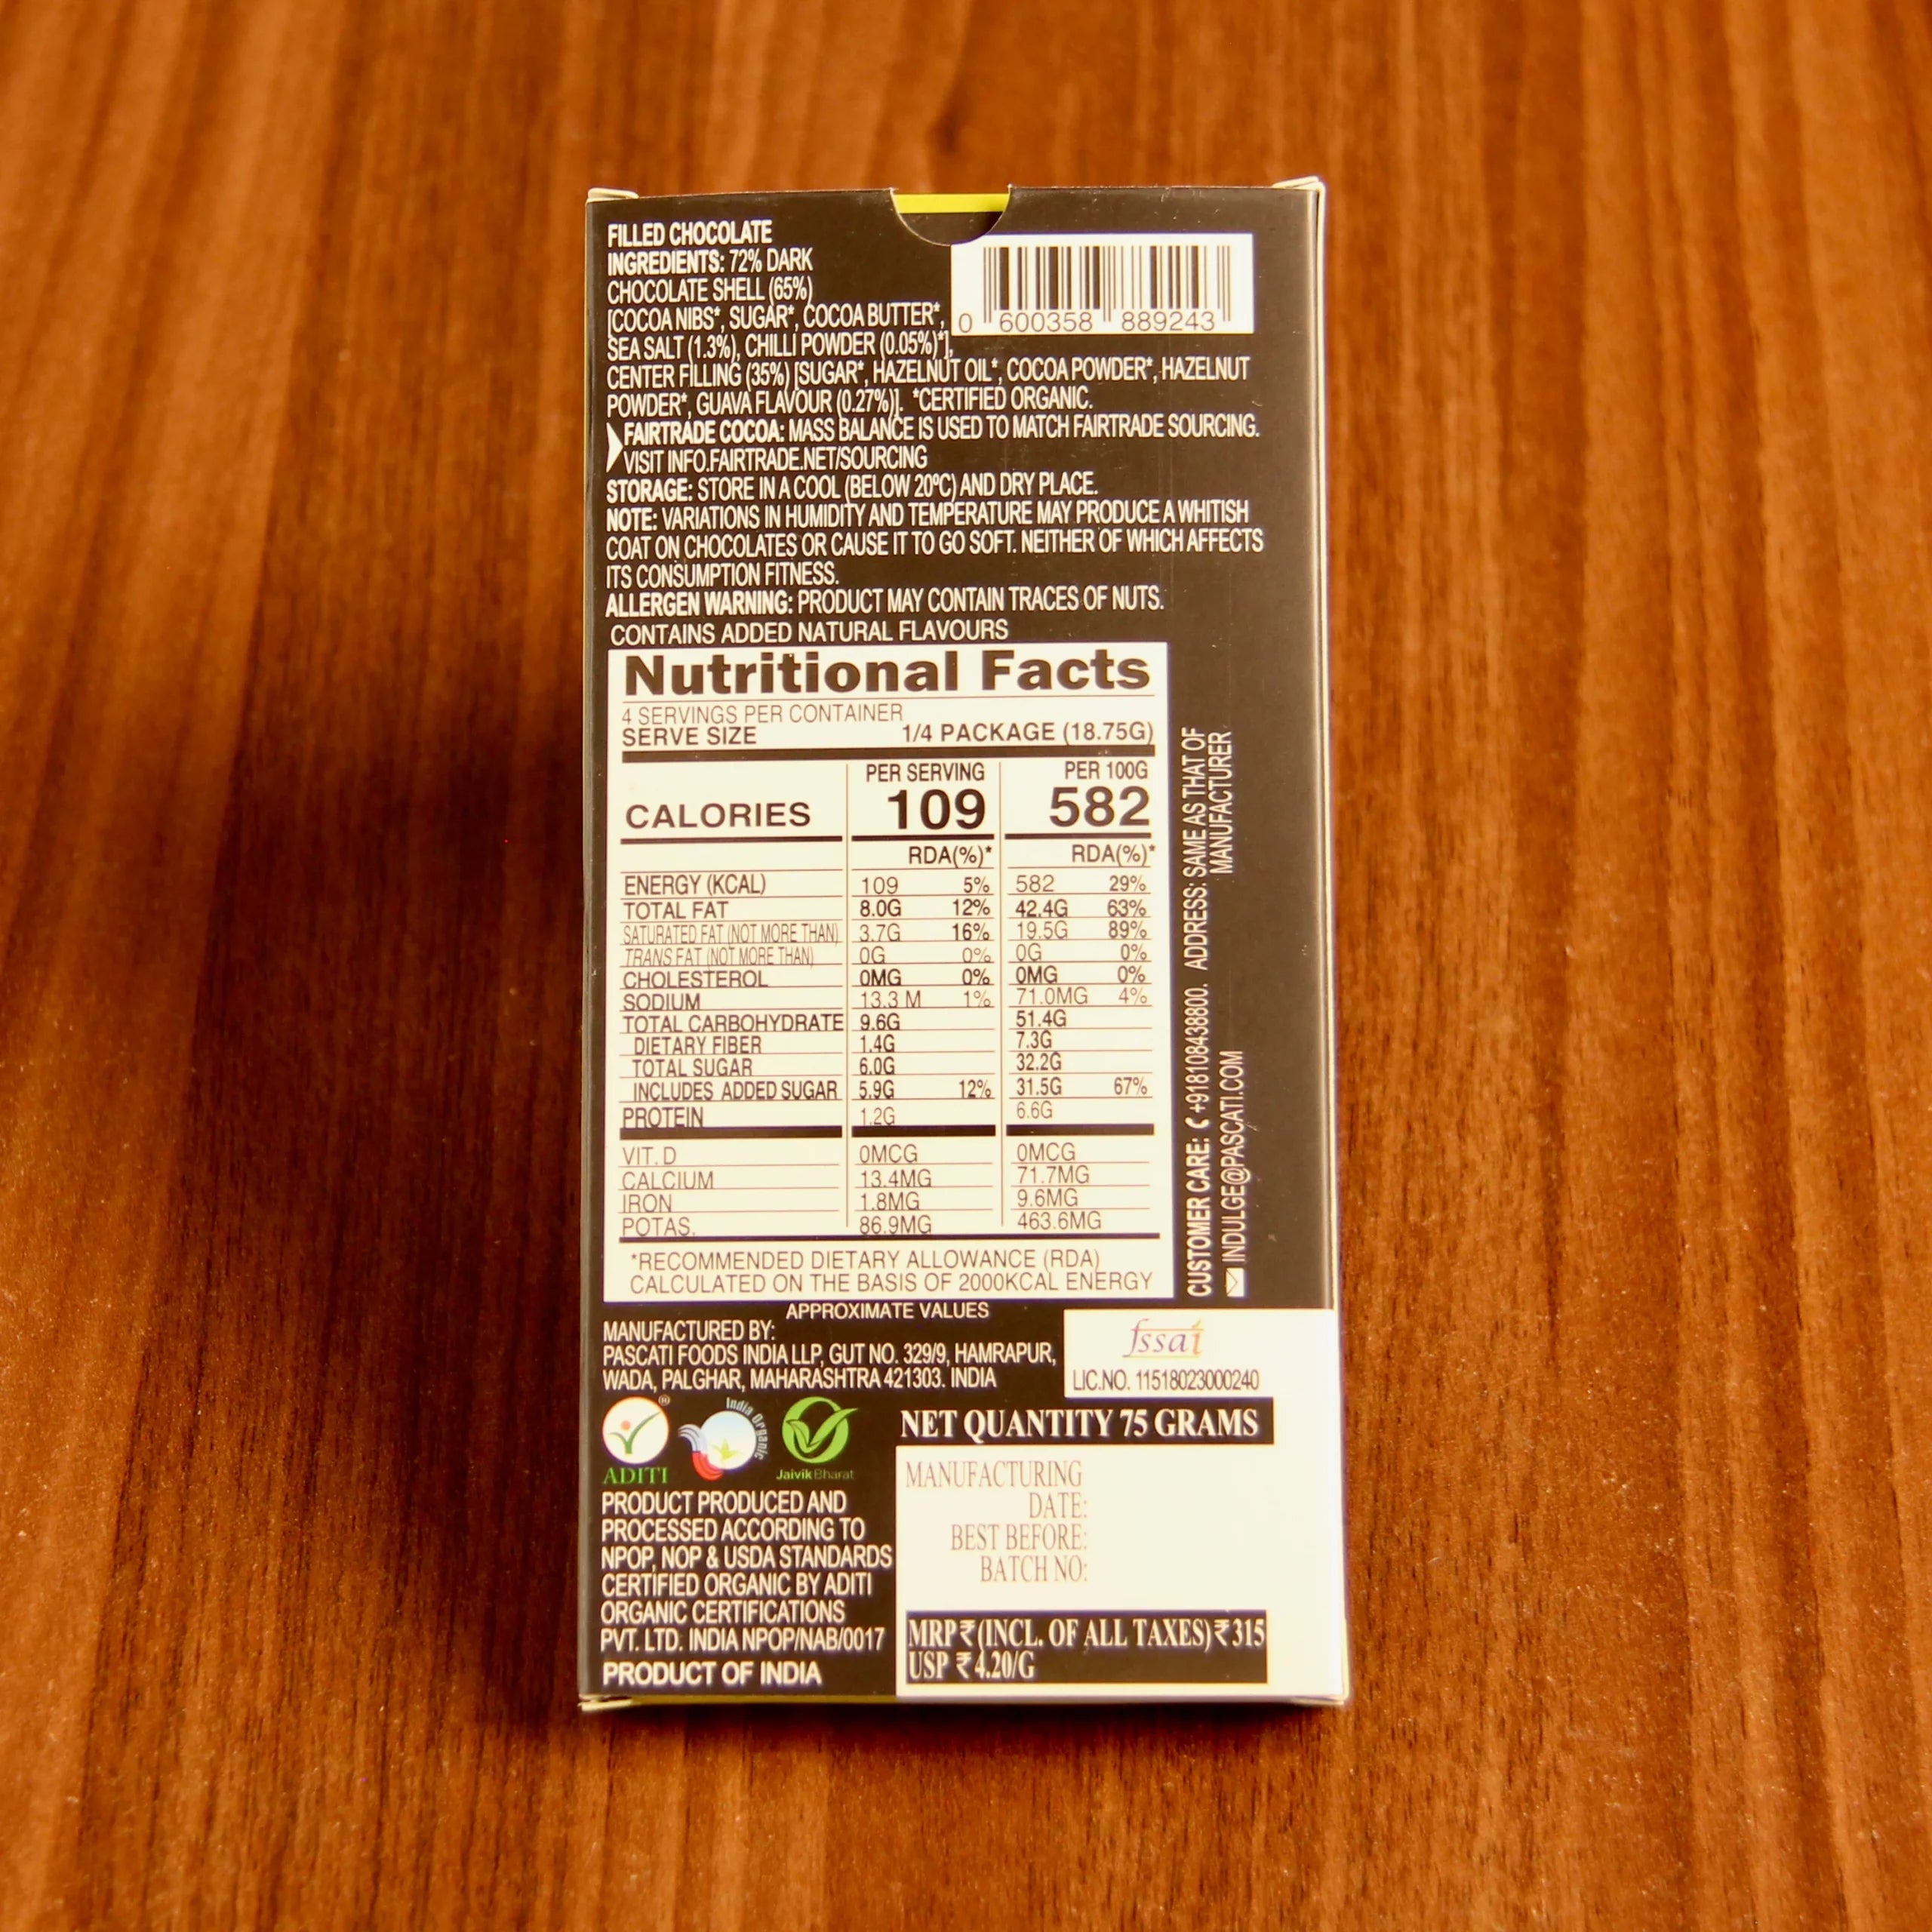 FILLED CHOCOLATE
INGREDIENTS: 72% DARK
CHOCOLATE SHELL (65%)
[COCOA NIBS*, SUGAR*, COCOA BUTTER*,
SEA SALT (1.3%), CHILLI POWDER (0.05%)*],
CENTER FILLING (35%) [SUGAR*, HAZELNUT OIL*, COCOA POWDER*, HAZELNUT
POWDER*, GUAVA FLAVOUR (0.27%)]. *CERTIFIED ORGANIC.
0 600358 889243
FAIRTRADE COCOA: MASS BALANCE IS USED TO MATCH FAIRTRADE SOURCING.
VISIT INFO.FAIRTRADE.NET/SOURCING
STORAGE: STORE IN A COOL (BELOW 20ºC) AND DRY PLACE.
NOTE: VARIATIONS IN HUMIDITY AND TEMPERATURE MAY PRODUCE A WHITISH
COAT ON CHOCOLATES OR CAUSE IT TO GO SOFT. NEITHER OF WHICH AFFECTS
ITS CONSUMPTION FITNESS.
ALLERGEN WARNING: PRODUCT MAY CONTAIN TRACES OF NUTS.
CONTAINS ADDED NATURAL FLAVOURS
Nutritional Facts
4 SERVINGS PER CONTAINER
SERVE SIZE 1/4 PACKAGE (18.75G)
PER SERVING PER 100G
CALORIES 109 582
RDA(%)* RDA(%)*
ENERGY (KCAL) 109 5% 582 29%
TOTAL FAT 8.0G 12% 42.4G 63%
SATURATED FAT (NOT MORE THAN) 3.7G 16% 19.5G 89%
TRANS FAT (NOT MORE THAN) 0G 0% 0G 0%
CHOLESTEROL 0MG 0% 0MG 0%
SODIUM 13.3 M 1% 71.0MG 4%
TOTAL CARBOHYDRATE 9.6G 51.4G
DIETARY FIBER 1.4G 7.3G
TOTAL SUGAR 6.0G 32.2G
INCLUDES ADDED SUGAR 5.9G 12% 31.5G 67%
PROTEIN 1.2G 6.6G
VIT. D 0MCG 0MCG
CALCIUM 13.4MG 71.7MG
IRON 1.8MG 9.6MG
POTAS. 86.9MG 463.6MG
*RECOMMENDED DIETARY ALLOWANCE (RDA)
CALCULATED ON THE BASIS OF 2000KCAL ENERGY
APPROXIMATE VALUES
CUSTOMER CARE: +918108438800. ADDRESS: SAME AS THAT OF
MANUFACTURER
INDULGE@PASCATI.COM
MANUFACTURED BY:
PASCATI FOODS INDIA LLP, GUT NO. 329/9, HAMRAPUR,
WADA, PALGHAR, MAHARASHTRA 421303. INDIA
fssai
LIC.NO. 11518023000240
ADITI ®
India Organic
Jaivik Bharat
NET QUANTITY 75 GRAMS
PRODUCT PRODUCED AND
PROCESSED ACCORDING TO
NPOP, NOP & USDA STANDARDS
CERTIFIED ORGANIC BY ADITI
ORGANIC CERTIFICATIONS
PVT. LTD. INDIA NPOP/NAB/0017
PRODUCT OF INDIA
MANUFACTURING
DATE:
BEST BEFORE:
BATCH NO:
MRP₹(INCL. OF ALL TAXES)₹315
USP ₹4.20/G